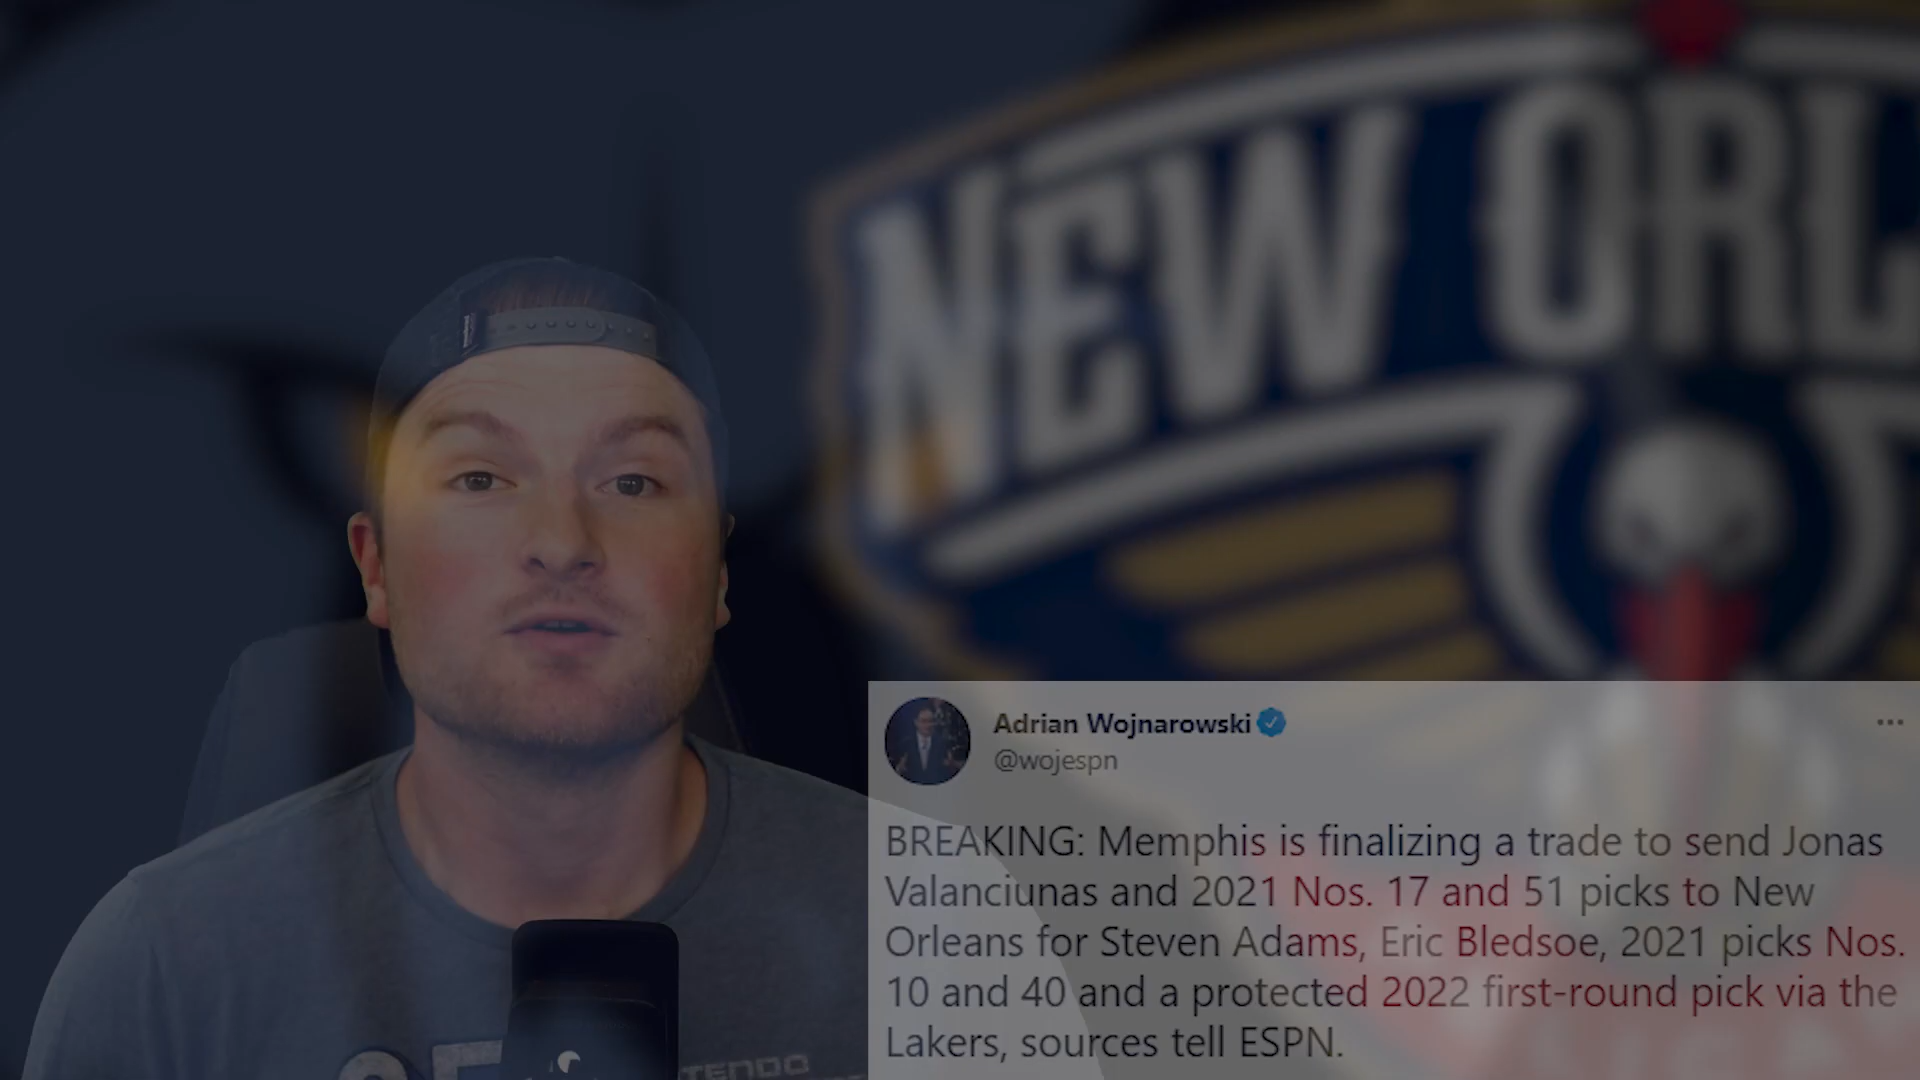 NEW ORL
Adrian Wojnarowski
@wojespn
BREAKING: Memphis is finalizing a trade to send Jonas
Valanciunas and 2021 Nos. 17 and 51 picks to New
Orleans for Steven Adams, Eric Bledsoe, 2021 picks Nos.
10 and 40 and a protected 2022 first-round pick via the
Lakers, sources tell ESPN.
TENDO